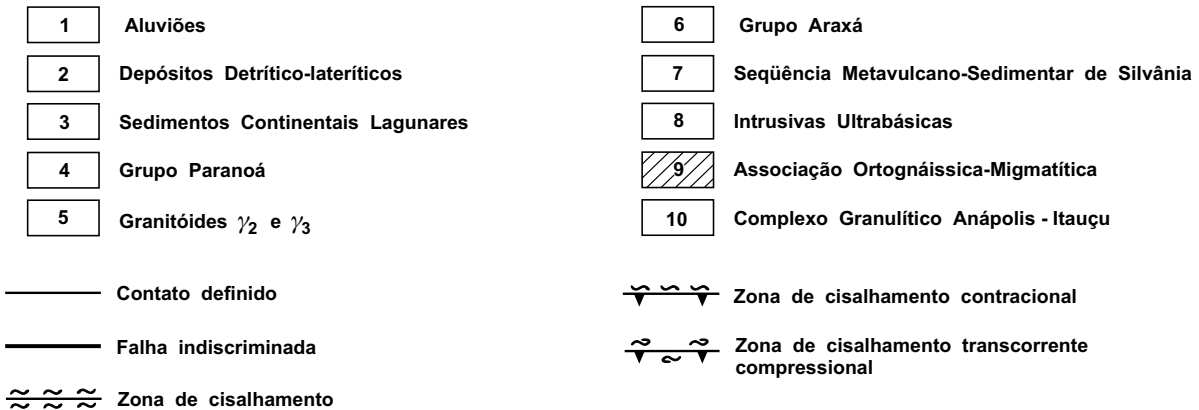 1 Aluviões
2 Depósitos Detrítico-lateríticos
3 Sedimentos Continentais Lagunares
4 Grupo Paranoá
5 Granitóides γ2 e γ3
6 Grupo Araxá
7 Seqüência Metavulcano-Sedimentar de Silvânia
8 Intrusivas Ultrabásicas
9 Associação Ortognáissica-Migmatítica
10 Complexo Granulítico Anápolis - Itauçu
Contato definido
Falha indiscriminada
Zona de cisalhamento
Zona de cisalhamento contracional
Zona de cisalhamento transcorrente
compressional